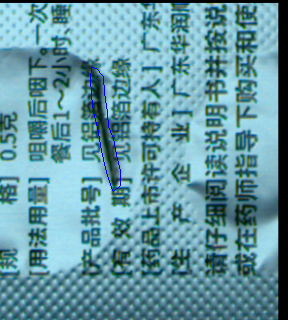 格] 0.5克
[用法用量] 咀嚼后咽下。一次
餐后1～2小时、睡
[产品批号] 见铝箔边缘
[有 效 期] 见铝箔边缘
[药品上市许可持有人] 广东华
[生 产 企 业] 广东华润顺
请仔细阅读说明书并按说
或在药师指导下购买和使